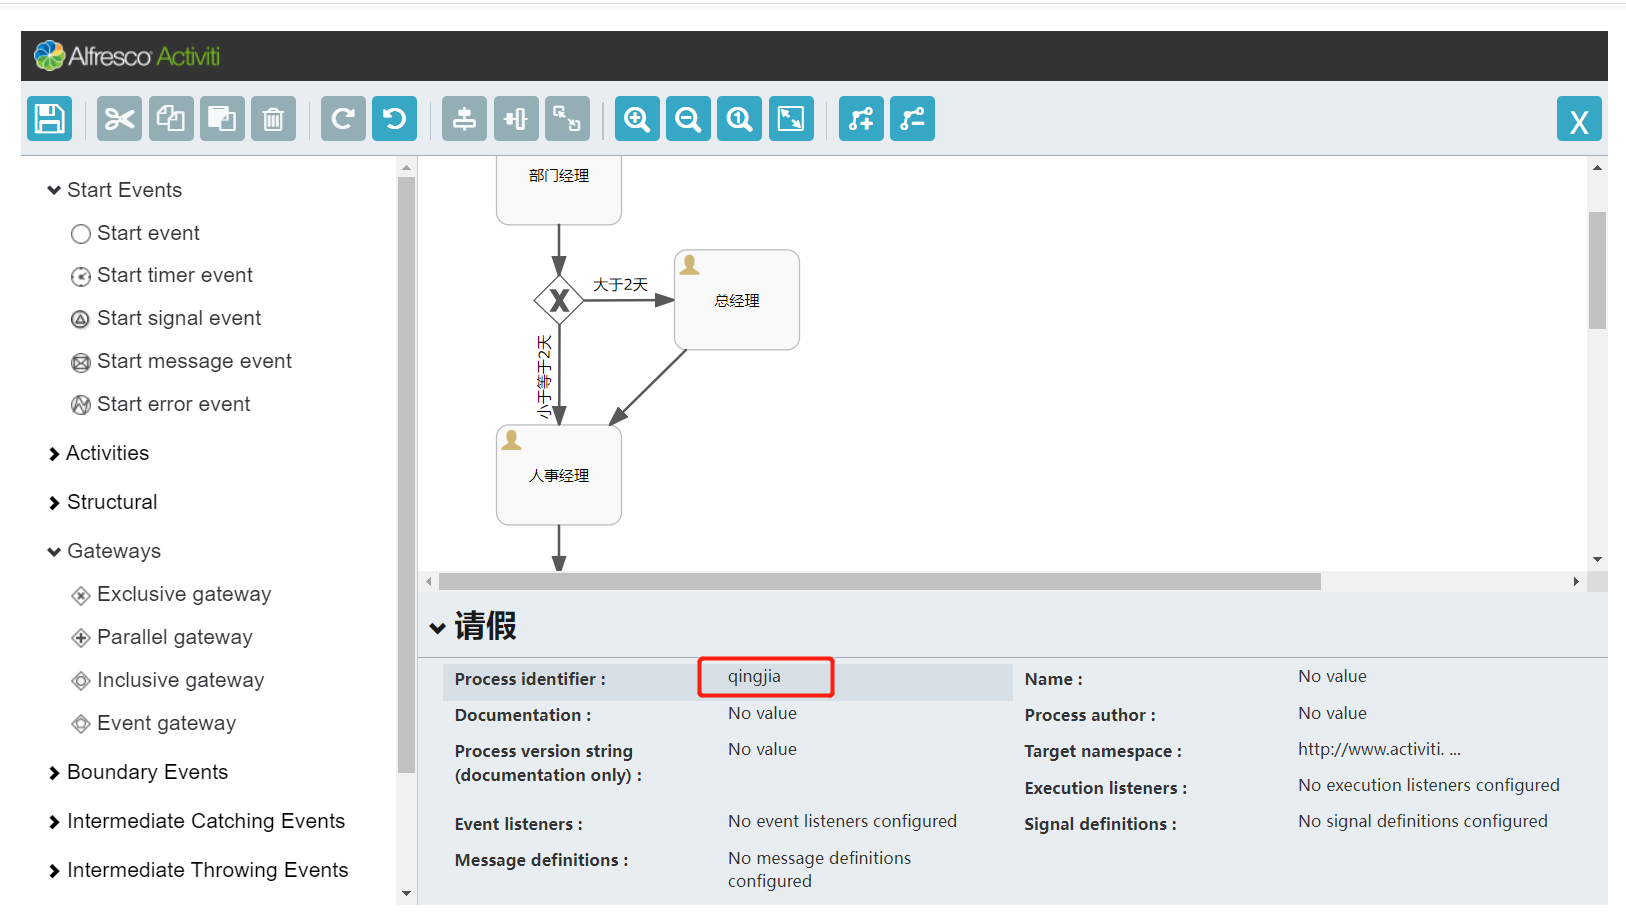 Alfresco Activiti
1
X
Start Events
Start event
Start timer event
Start signal event
Start message event
Start error event
Activities
Structural
Gateways
Exclusive gateway
Parallel gateway
Inclusive gateway
Event gateway
Boundary Events
Intermediate Catching Events
Intermediate Throwing Events
部门经理
大于2天
总经理
小于等于2天
人事经理
请假
Process identifier : qingjia
Name : No value
Documentation : No value
Process author : No value
Process version string
(documentation only) : No value
Target namespace : http://www.activiti. ...
Execution listeners : No execution listeners configured
Event listeners : No event listeners configured
Signal definitions : No signal definitions configured
Message definitions : No message definitions
configured